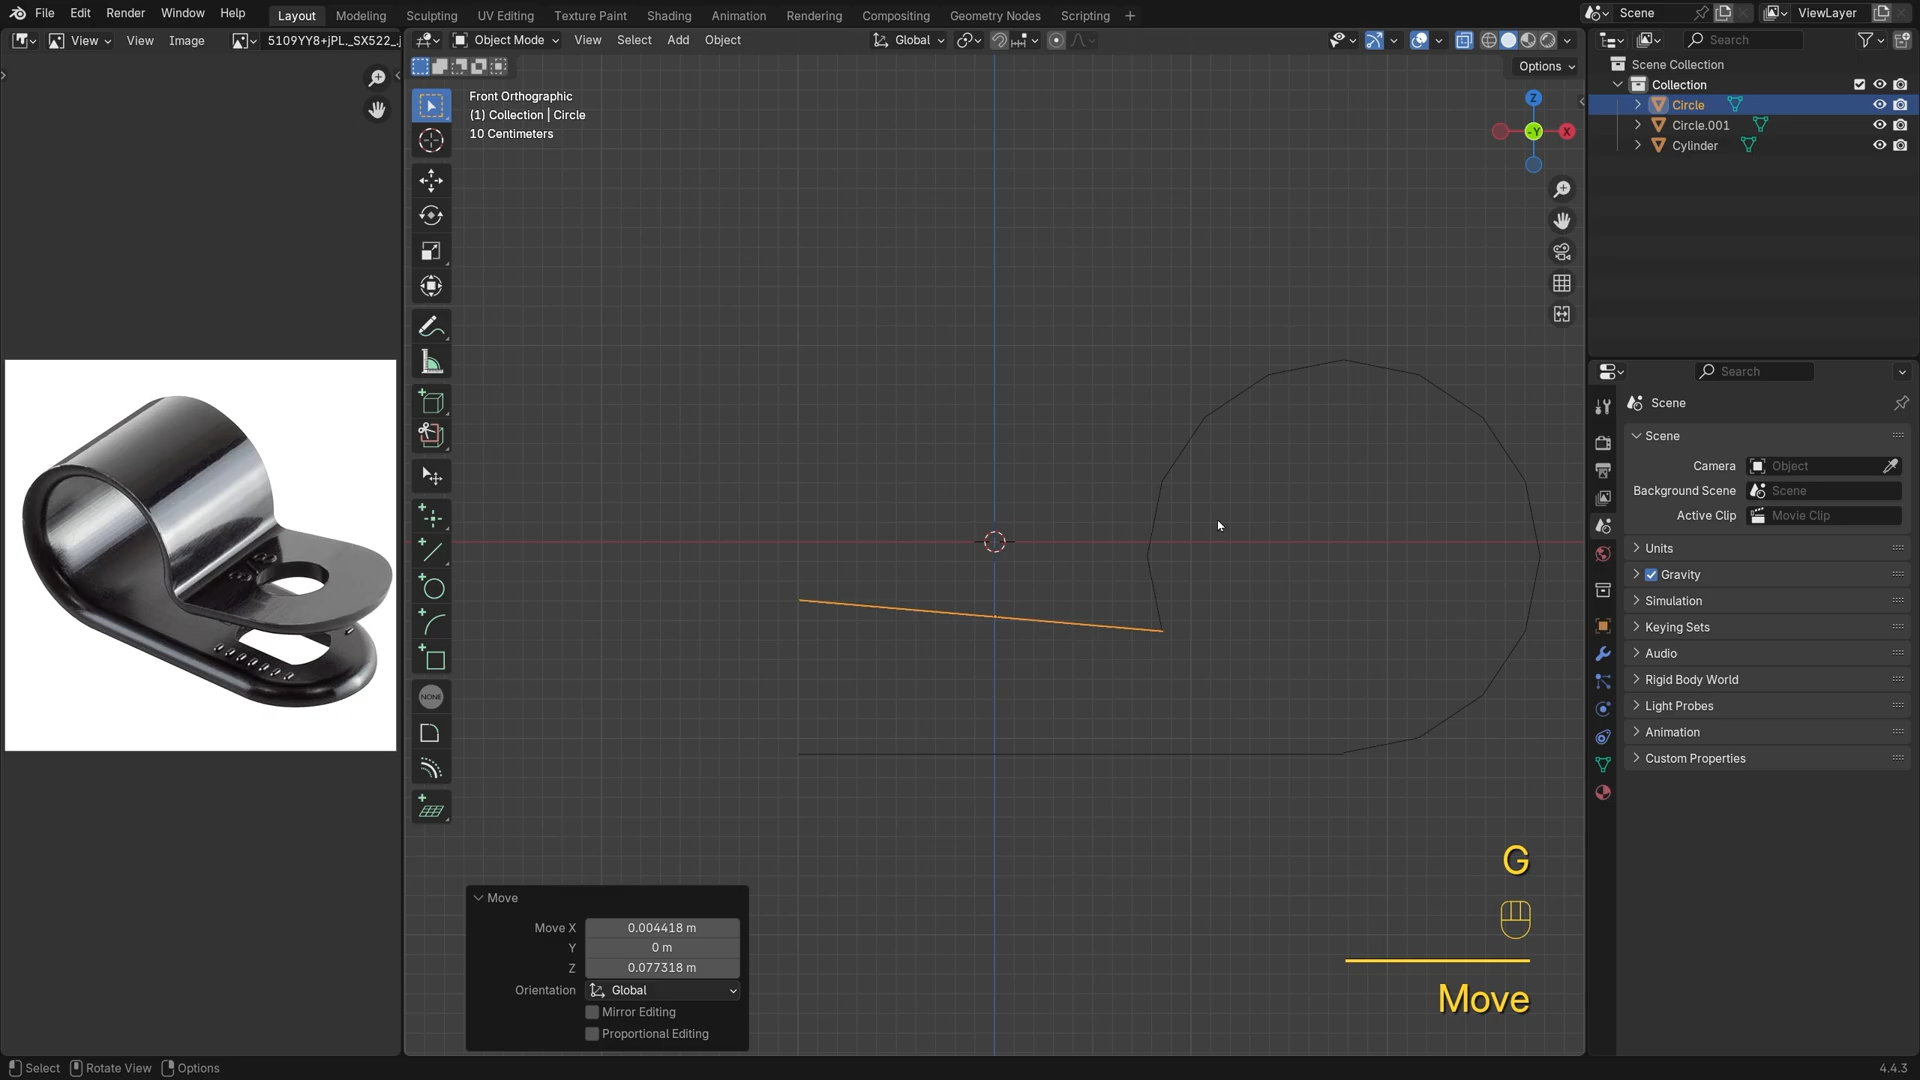 File Edit Render Window Help
Layout Modeling Sculpting UV Editing Texture Paint Shading Animation Rendering Compositing Geometry Nodes Scripting
Scene
ViewLayer
View View Image 5109YY8+jPL._SX522_.j
Object Mode View Select Add Object
Global
Search
Options
Front Orthographic
(1) Collection | Circle
10 Centimeters
Z
-Y
X
Scene Collection
Collection
Circle
Circle.001
Cylinder
Search
Scene
Scene
Camera Object
Background Scene Scene
Active Clip Movie Clip
Units
Gravity
Simulation
Keying Sets
Audio
Rigid Body World
Light Probes
Animation
Custom Properties
NONE
Move
Move X 0.004418 m
Y 0 m
Z 0.077318 m
Orientation Global
Mirror Editing
Proportional Editing
G
Move
Select Rotate View Options
4.4.3